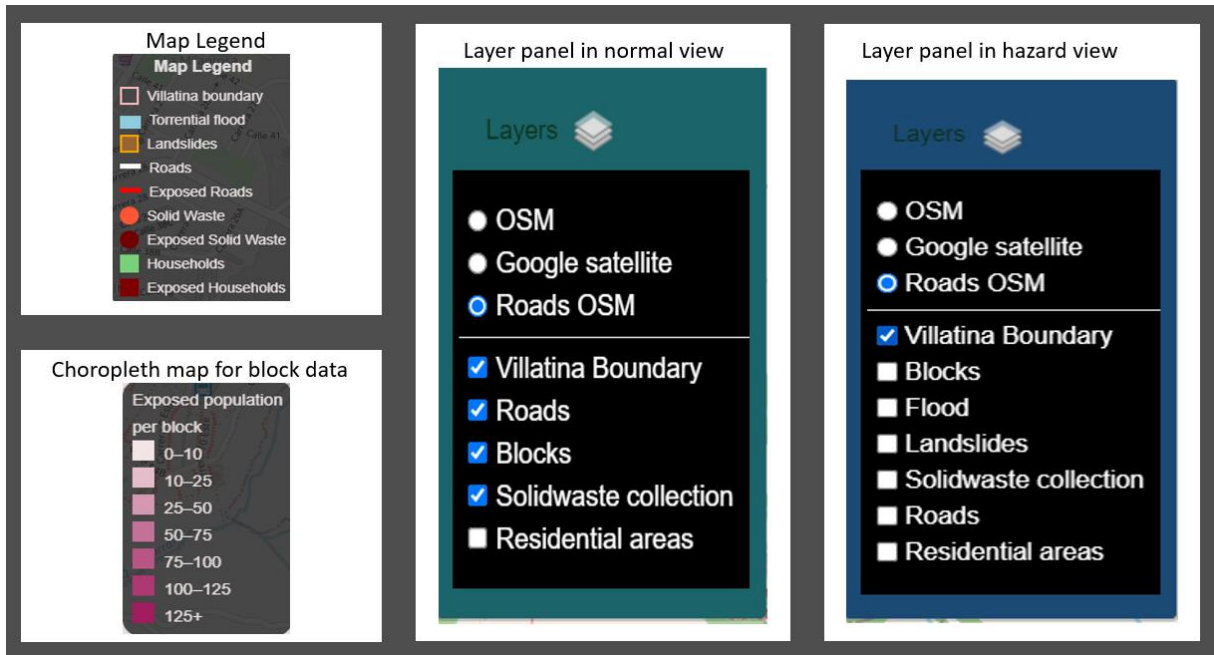 Map Legend
Map Legend
Villatina boundary
Torrential flood
Landslides
Roads
Exposed Roads
Solid Waste
Exposed Solid Waste
Households
Exposed Households
Calle 41
Choropleth map for block data
Exposed population
per block
0–10
10–25
25–50
50–75
75–100
100–125
125+
Layer panel in normal view
Layers
OSM
Google satellite
Roads OSM
Villatina Boundary
Roads
Blocks
Solidwaste collection
Residential areas
Layer panel in hazard view
Layers
OSM
Google satellite
Roads OSM
Villatina Boundary
Blocks
Flood
Landslides
Solidwaste collection
Roads
Residential areas